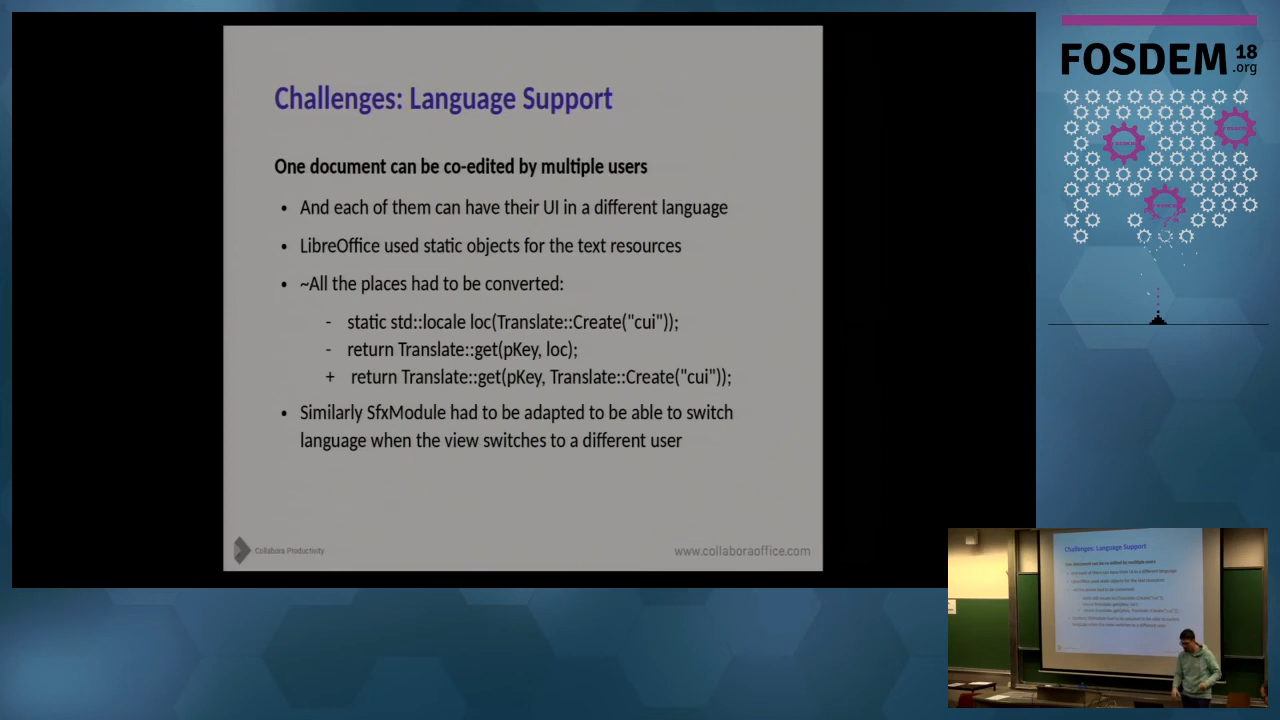 Challenges: Language Support
One document can be co-edited by multiple users
• And each of them can have their UI in a different language
• LibreOffice used static objects for the text resources
• ~All the places had to be converted:
- static std::locale loc(Translate::Create("cui"));
- return Translate::get(pKey, loc);
+ return Translate::get(pKey, Translate::Create("cui"));
• Similarly SfxModule had to be adapted to be able to switch
language when the view switches to a different user
Collabora Productivity
www.collaboraoffice.com
FOSDEM 18
.org
Challenges: Language Support